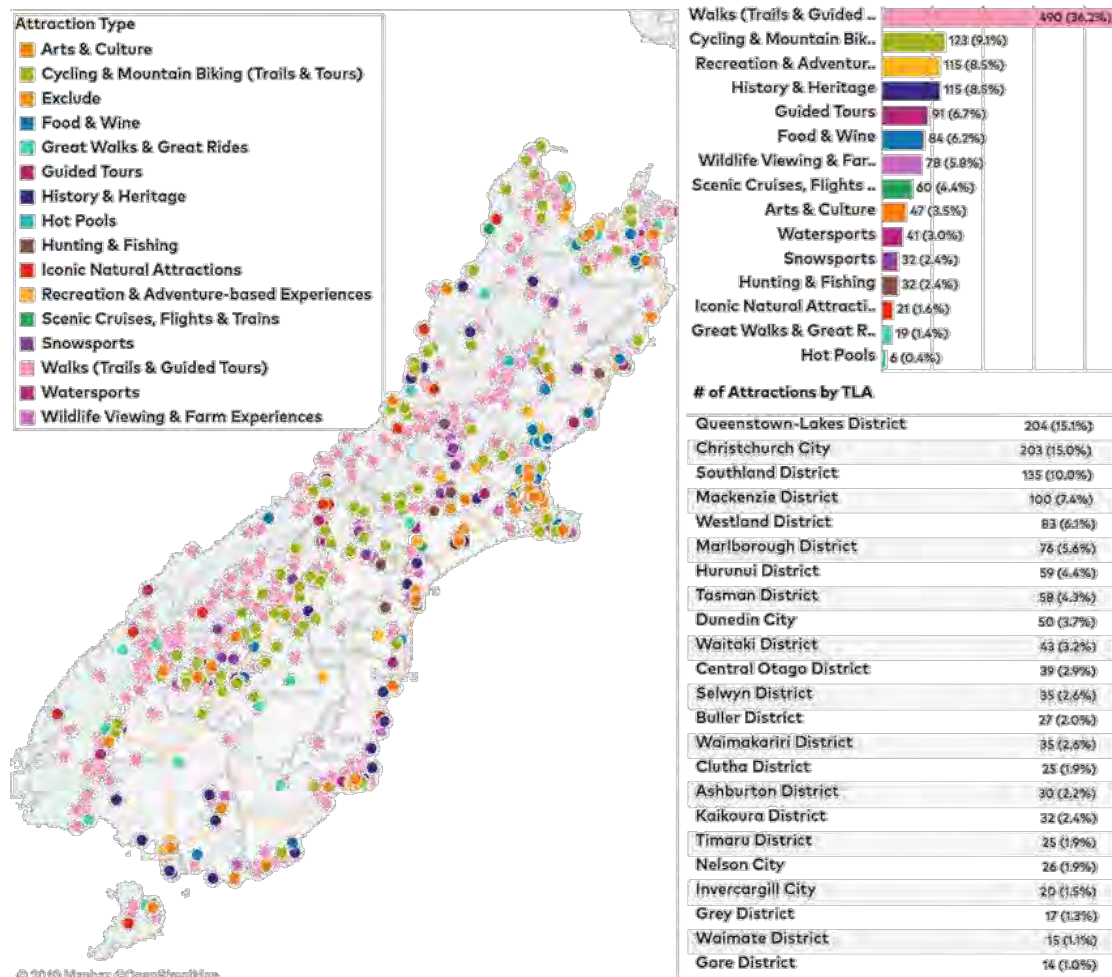 Attraction Type
Arts & Culture
Cycling & Mountain Biking (Trails & Tours)
Exclude
Food & Wine
Great Walks & Great Rides
Guided Tours
History & Heritage
Hot Pools
Hunting & Fishing
Iconic Natural Attractions
Recreation & Adventure-based Experiences
Scenic Cruises, Flights & Trains
Snowsports
Walks (Trails & Guided Tours)
Watersports
Wildlife Viewing & Farm Experiences
Walks (Trails & Guided .. 490 (36.2%)
Cycling & Mountain Bik.. 123 (9.1%)
Recreation & Adventur.. 115 (8.5%)
History & Heritage 115 (8.5%)
Guided Tours 91 (6.7%)
Food & Wine 84 (6.2%)
Wildlife Viewing & Far.. 78 (5.8%)
Scenic Cruises, Flights .. 60 (4.4%)
Arts & Culture 47 (3.5%)
Watersports 41 (3.0%)
Snowsports 32 (2.4%)
Hunting & Fishing 32 (2.4%)
Iconic Natural Attracti.. 21 (1.6%)
Great Walks & Great R.. 19 (1.4%)
Hot Pools 6 (0.4%)
# of Attractions by TLA
Queenstown-Lakes District 204 (15.1%)
Christchurch City 203 (15.0%)
Southland District 135 (10.0%)
Mackenzie District 100 (7.4%)
Westland District 83 (6.1%)
Marlborough District 76 (5.6%)
Hurunui District 59 (4.4%)
Tasman District 58 (4.3%)
Dunedin City 50 (3.7%)
Waitaki District 43 (3.2%)
Central Otago District 39 (2.9%)
Selwyn District 35 (2.6%)
Buller District 27 (2.0%)
Waimakariri District 35 (2.6%)
Clutha District 25 (1.9%)
Ashburton District 30 (2.2%)
Kaikoura District 32 (2.4%)
Timaru District 25 (1.9%)
Nelson City 26 (1.9%)
Invercargill City 20 (1.5%)
Grey District 17 (1.3%)
Waimate District 15 (1.1%)
Gore District 14 (1.0%)
© 2019 Mapbox ©OpenStreetMap